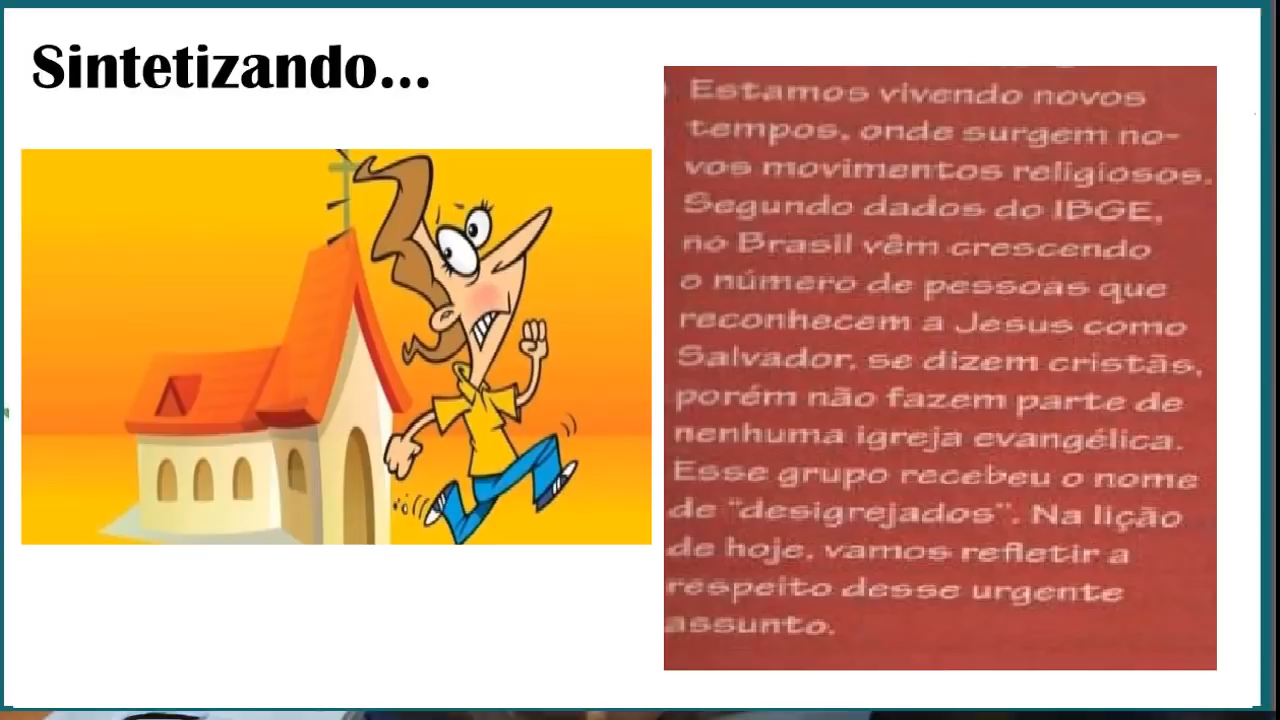 Sintetizando...
Estamos vivendo novos
tempos, onde surgem no-
vos movimentos religiosos.
Segundo dados do IBGE,
no Brasil vêm crescendo
o número de pessoas que
reconhecem a Jesus como
Salvador, se dizem cristãs,
porém não fazem parte de
nenhuma igreja evangélica.
Esse grupo recebeu o nome
de "desigrejados". Na lição
de hoje, vamos refletir a
respeito desse urgente
assunto.